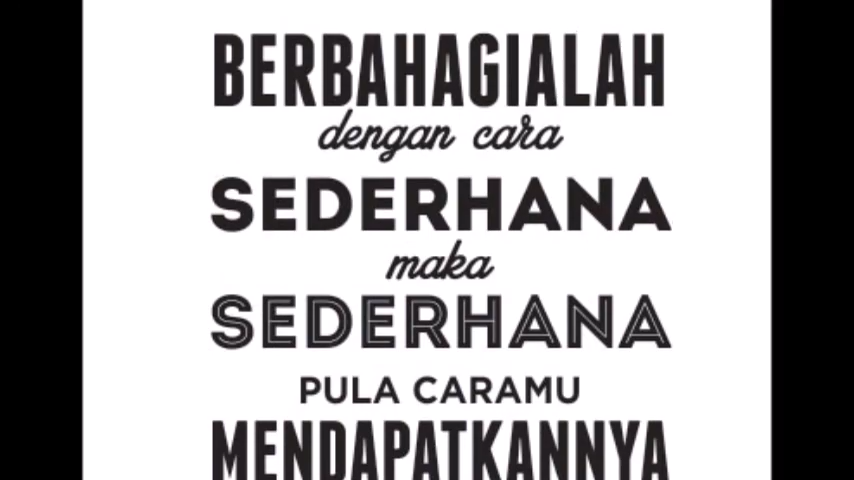 BERBAHAGIALAH
dengan cara
SEDERHANA
maka
SEDERHANA
PULA CARAMU
MENDAPATKANNYA